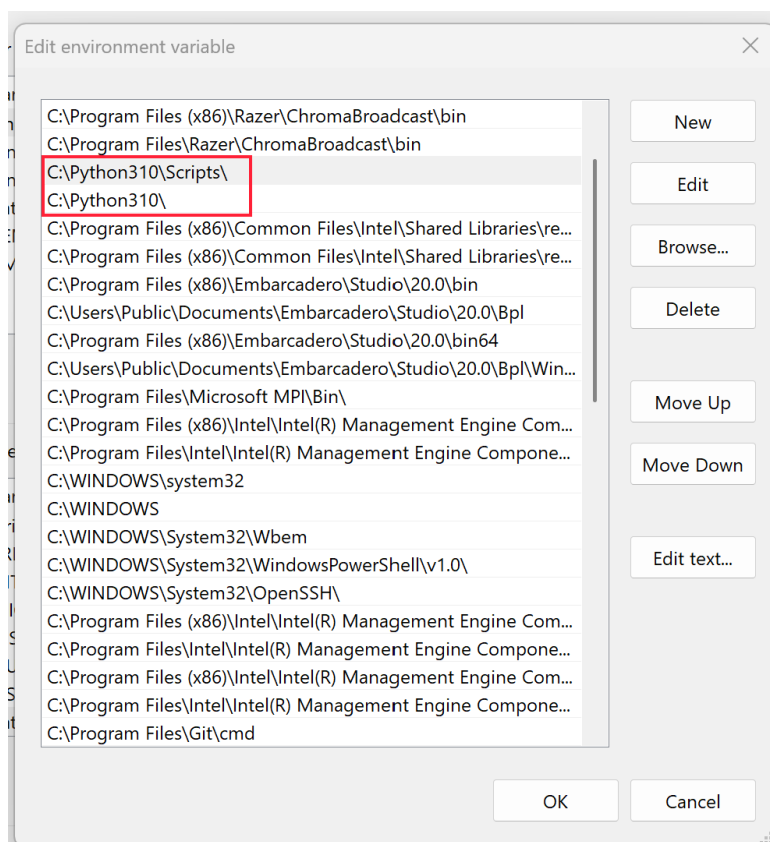 Edit environment variable
C:\Program Files (x86)\Razer\ChromaBroadcast\bin
C:\Program Files\Razer\ChromaBroadcast\bin
C:\Python310\Scripts\
C:\Python310\
C:\Program Files (x86)\Common Files\Intel\Shared Libraries\re...
C:\Program Files (x86)\Common Files\Intel\Shared Libraries\re...
C:\Program Files (x86)\Embarcadero\Studio\20.0\bin
C:\Users\Public\Documents\Embarcadero\Studio\20.0\Bpl
C:\Program Files (x86)\Embarcadero\Studio\20.0\bin64
C:\Users\Public\Documents\Embarcadero\Studio\20.0\Bpl\Win...
C:\Program Files\Microsoft MPI\Bin\
C:\Program Files (x86)\Intel\Intel(R) Management Engine Com...
C:\Program Files\Intel\Intel(R) Management Engine Compone...
C:\WINDOWS\system32
C:\WINDOWS
C:\WINDOWS\System32\Wbem
C:\WINDOWS\System32\WindowsPowerShell\v1.0\
C:\WINDOWS\System32\OpenSSH\
C:\Program Files (x86)\Intel\Intel(R) Management Engine Com...
C:\Program Files\Intel\Intel(R) Management Engine Compone...
C:\Program Files (x86)\Intel\Intel(R) Management Engine Com...
C:\Program Files\Intel\Intel(R) Management Engine Compone...
C:\Program Files\Git\cmd
New
Edit
Browse...
Delete
Move Up
Move Down
Edit text...
OK
Cancel